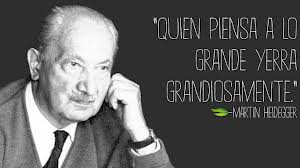 "QUIEN PIENSA A LO
GRANDE YERRA
GRANDIOSAMENTE."
—MARTIN HEIDEGGER